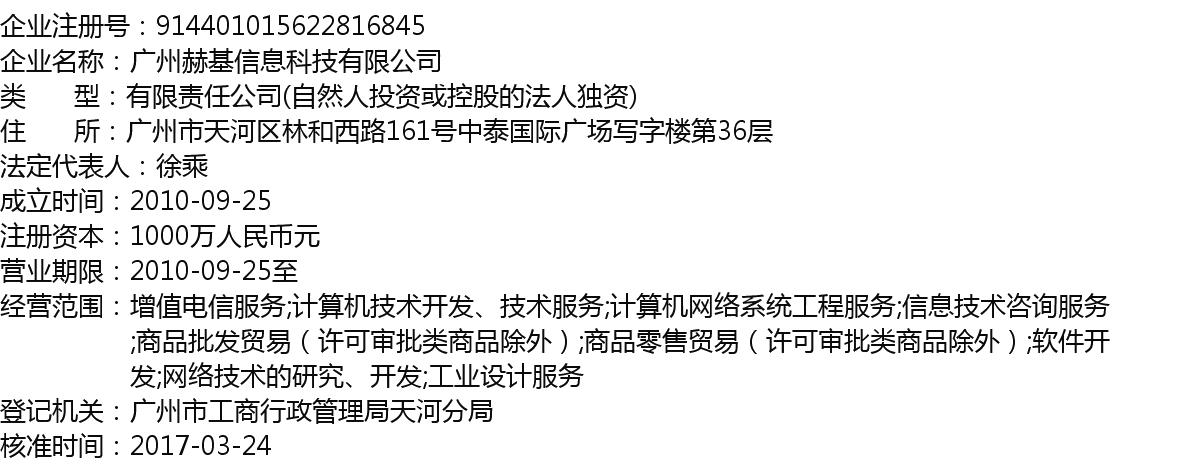 企业注册号：914401015622816845
企业名称：广州赫基信息科技有限公司
类 型：有限责任公司(自然人投资或控股的法人独资)
住 所：广州市天河区林和西路161号中泰国际广场写字楼第36层
法定代表人：徐乘
成立时间：2010-09-25
注册资本：1000万人民币元
营业期限：2010-09-25至
经营范围：增值电信服务;计算机技术开发、技术服务;计算机网络系统工程服务;信息技术咨询服务
;商品批发贸易（许可审批类商品除外）;商品零售贸易（许可审批类商品除外）;软件开
发;网络技术的研究、开发;工业设计服务
登记机关：广州市工商行政管理局天河分局
核准时间：2017-03-24